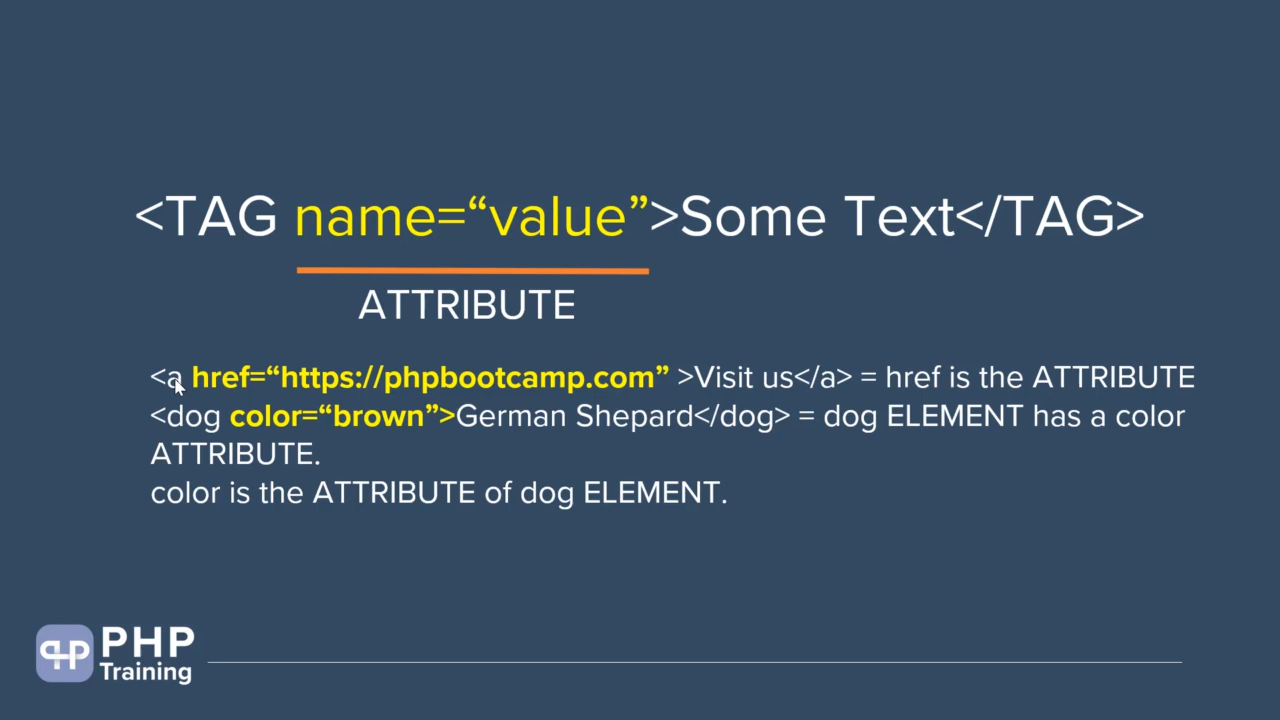 <TAG name=“value”>Some Text</TAG>
ATTRIBUTE
<a href=“https://phpbootcamp.com” >Visit us</a> = href is the ATTRIBUTE
<dog color=“brown”>German Shepard</dog> = dog ELEMENT has a color
ATTRIBUTE.
color is the ATTRIBUTE of dog ELEMENT.
PHP
Training